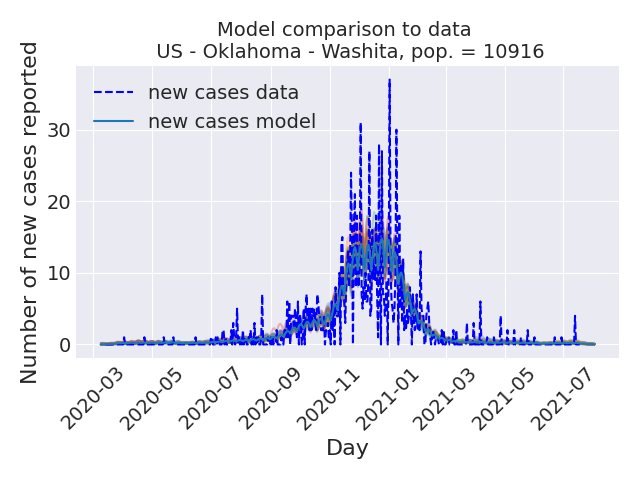 Model comparison to data
US - Oklahoma - Washita, pop. = 10916
Number of new cases reported
new cases data
new cases model
30
20
10
0
2020-03
2020-05
2020-07
2020-09
2020-11
2021-01
2021-03
2021-05
2021-07
Day